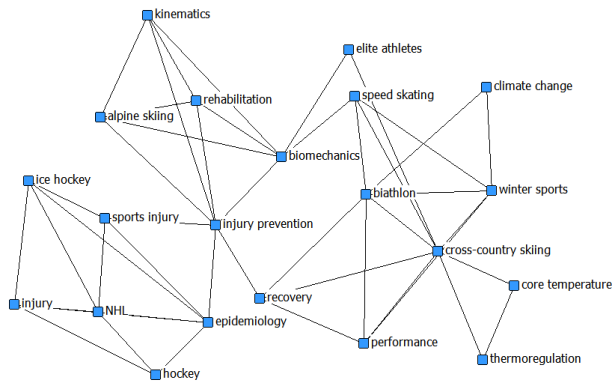 kinematics
elite athletes
climate change
speed skating
rehabilitation
alpine skiing
biomechanics
ice hockey
biathlon
winter sports
sports injury
injury prevention
cross-country skiing
core temperature
recovery
injury
NHL
epidemiology
performance
thermoregulation
hockey